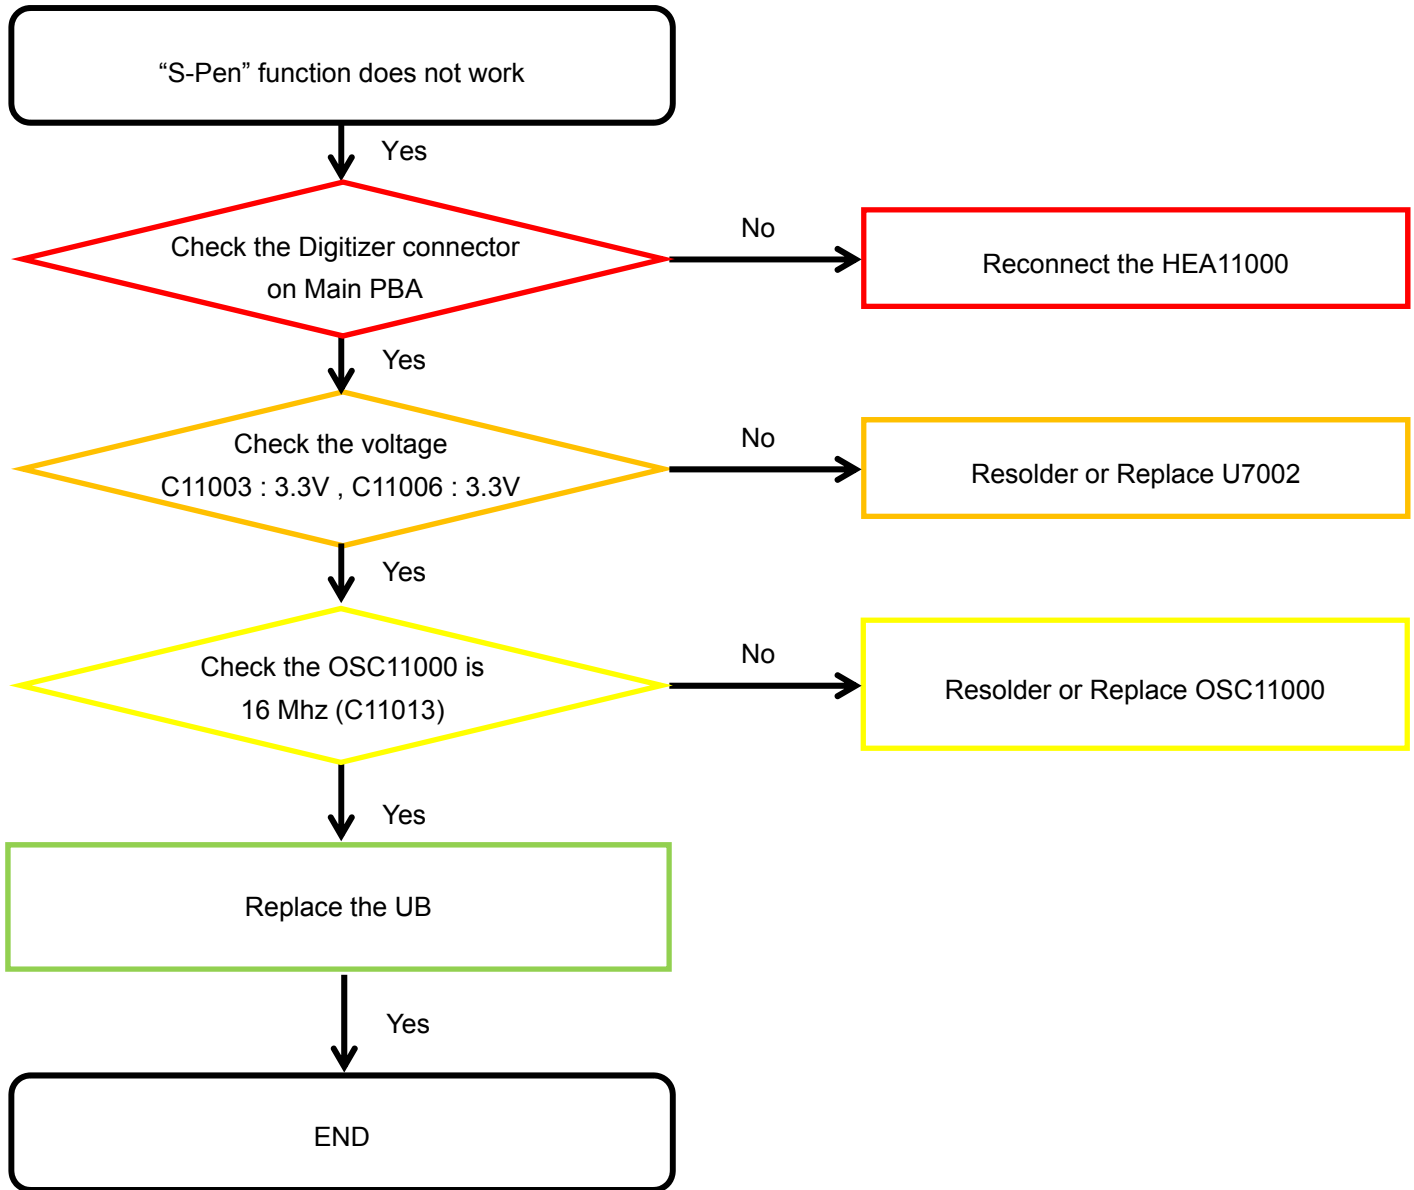 “S-Pen” function does not work
Yes
Check the Digitizer connector
on Main PBA
No
Reconnect the HEA11000
Yes
Check the voltage
C11003 : 3.3V , C11006 : 3.3V
No
Resolder or Replace U7002
Yes
Check the OSC11000 is
16 Mhz (C11013)
No
Resolder or Replace OSC11000
Yes
Replace the UB
Yes
END